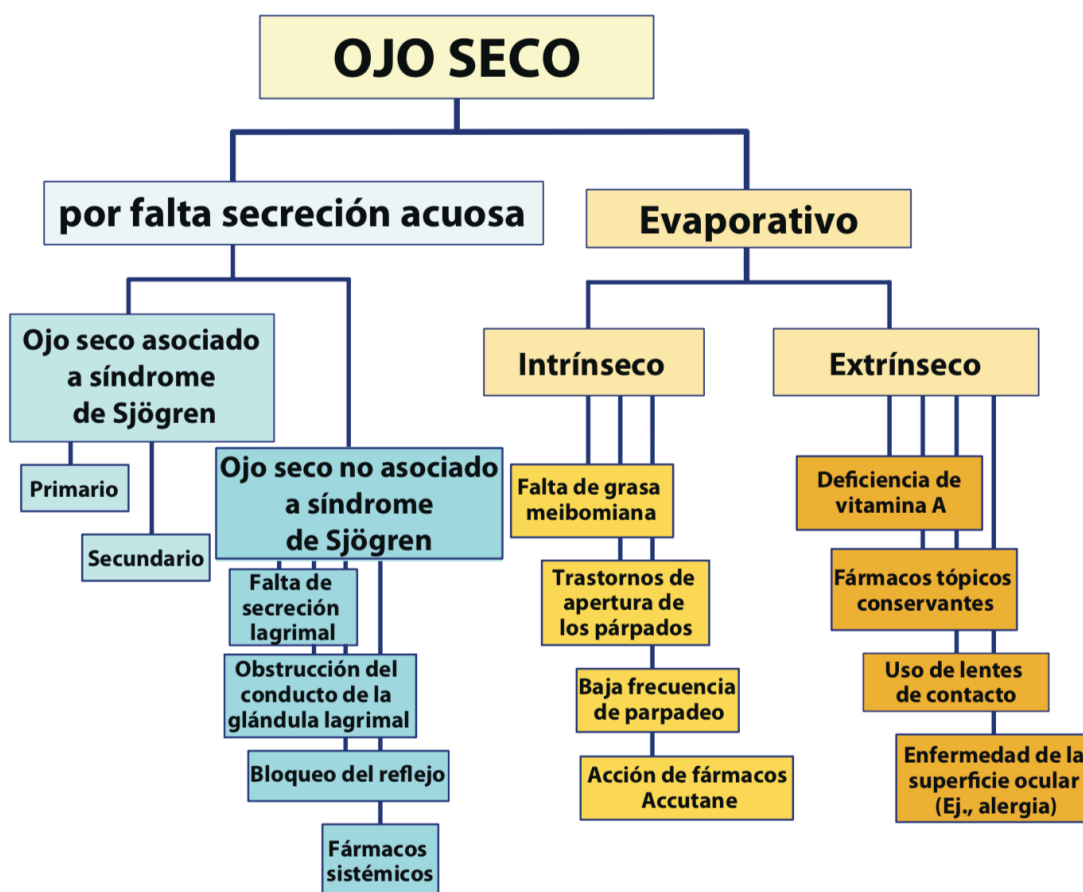 OJO SECO
por falta secreción acuosa
Evaporativo
Ojo seco asociado
a síndrome
de Sjögren
Primario
Secundario
Ojo seco no asociado
a síndrome
de Sjögren
Falta de
secreción
lagrimal
Obstrucción del
conducto de la
glándula lagrimal
Bloqueo del reflejo
Fármacos
sistémicos
Intrínseco
Falta de grasa
meibomiana
Trastornos de
apertura de
los párpados
Baja frecuencia
de parpadeo
Acción de fármacos
Accutane
Extrínseco
Deficiencia de
vitamina A
Fármacos tópicos
conservantes
Uso de lentes
de contacto
Enfermedad de la
superficie ocular
(Ej., alergia)